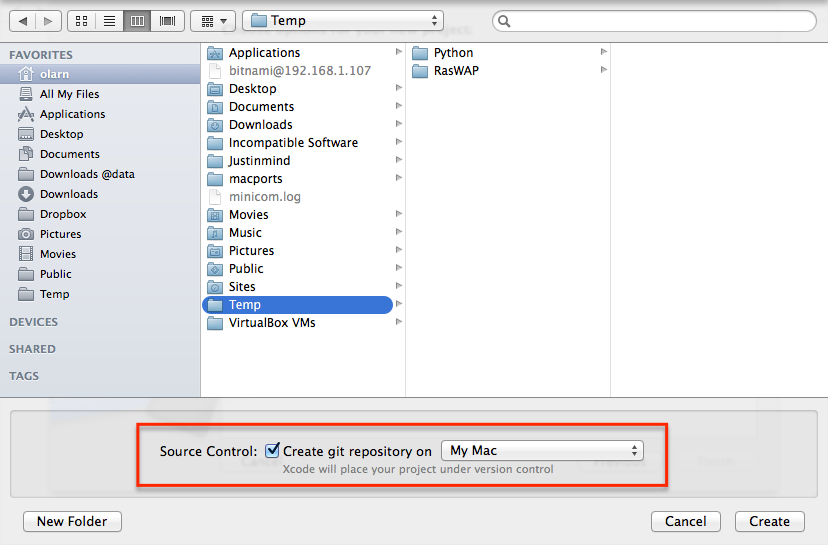 Temp
FAVORITES
olarn
All My Files
Applications
Desktop
Documents
Downloads @data
Downloads
Dropbox
Pictures
Movies
Public
Temp
DEVICES
SHARED
TAGS
Applications
bitnami@192.168.1.107
Desktop
Documents
Downloads
Incompatible Software
Justinmind
macports
minicom.log
Movies
Music
Pictures
Public
Sites
Temp
VirtualBox VMs
Python
RasWAP
Source Control: Create git repository on My Mac
Xcode will place your project under version control
New Folder Cancel Create